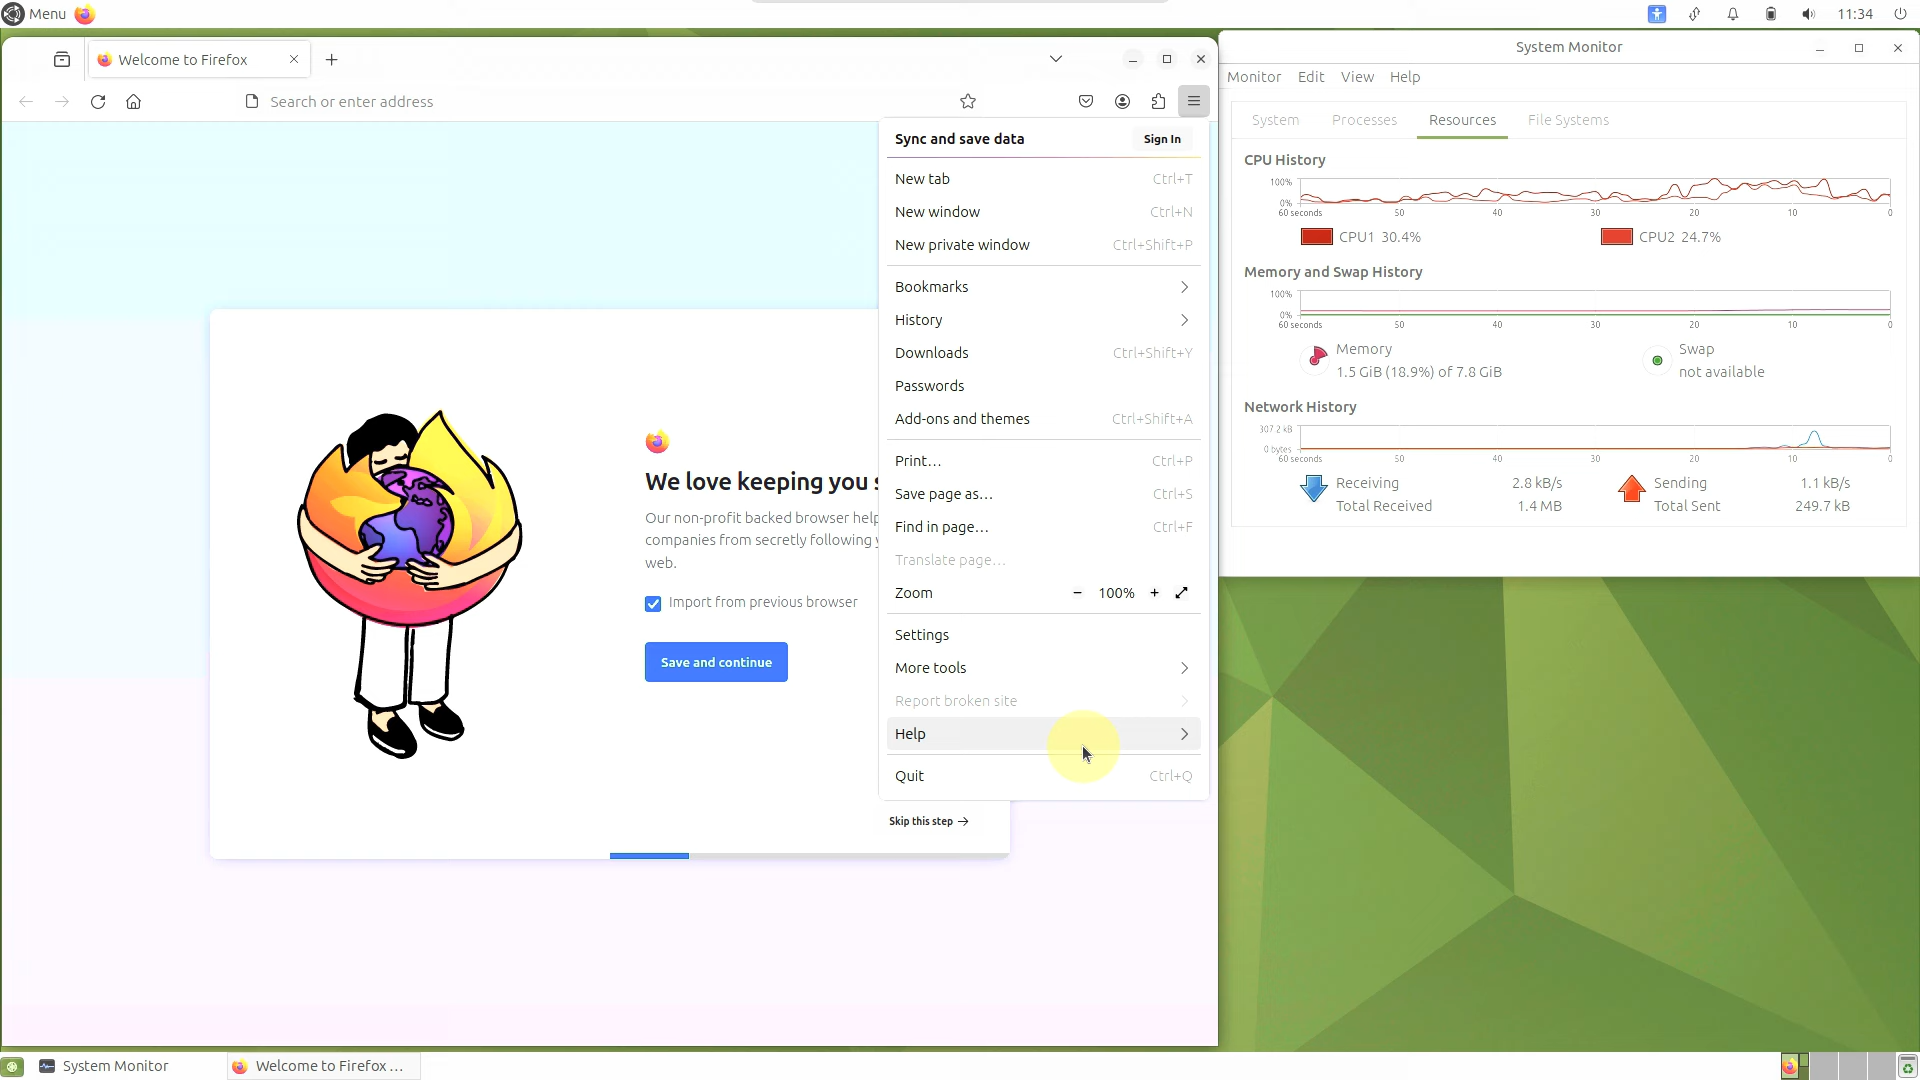 Menu
11:34
Welcome to Firefox
Search or enter address
Sync and save data Sign In
New tab Ctrl+T
New window Ctrl+N
New private window Ctrl+Shift+P
Bookmarks
History
Downloads Ctrl+Shift+Y
Passwords
Add-ons and themes Ctrl+Shift+A
Print… Ctrl+P
Save page as… Ctrl+S
Find in page… Ctrl+F
Translate page…
Zoom − 100% +
Settings
More tools
Report broken site
Help
Quit Ctrl+Q
We love keeping you
Our non-profit backed browser help
companies from secretly following
web.
Import from previous browser
Save and continue
Skip this step
System Monitor
Monitor Edit View Help
System Processes Resources File Systems
CPU History
100%
0%
60 seconds 50 40 30 20 10 0
CPU1 30.4% CPU2 24.7%
Memory and Swap History
100%
0%
60 seconds 50 40 30 20 10 0
Memory
1.5 GiB (18.9%) of 7.8 GiB
Swap
not available
Network History
307.2 kB
0 bytes
60 seconds 50 40 30 20 10 0
Receiving 2.8 kB/s
Total Received 1.4 MB
Sending 1.1 kB/s
Total Sent 249.7 kB
System Monitor
Welcome to Firefox ...